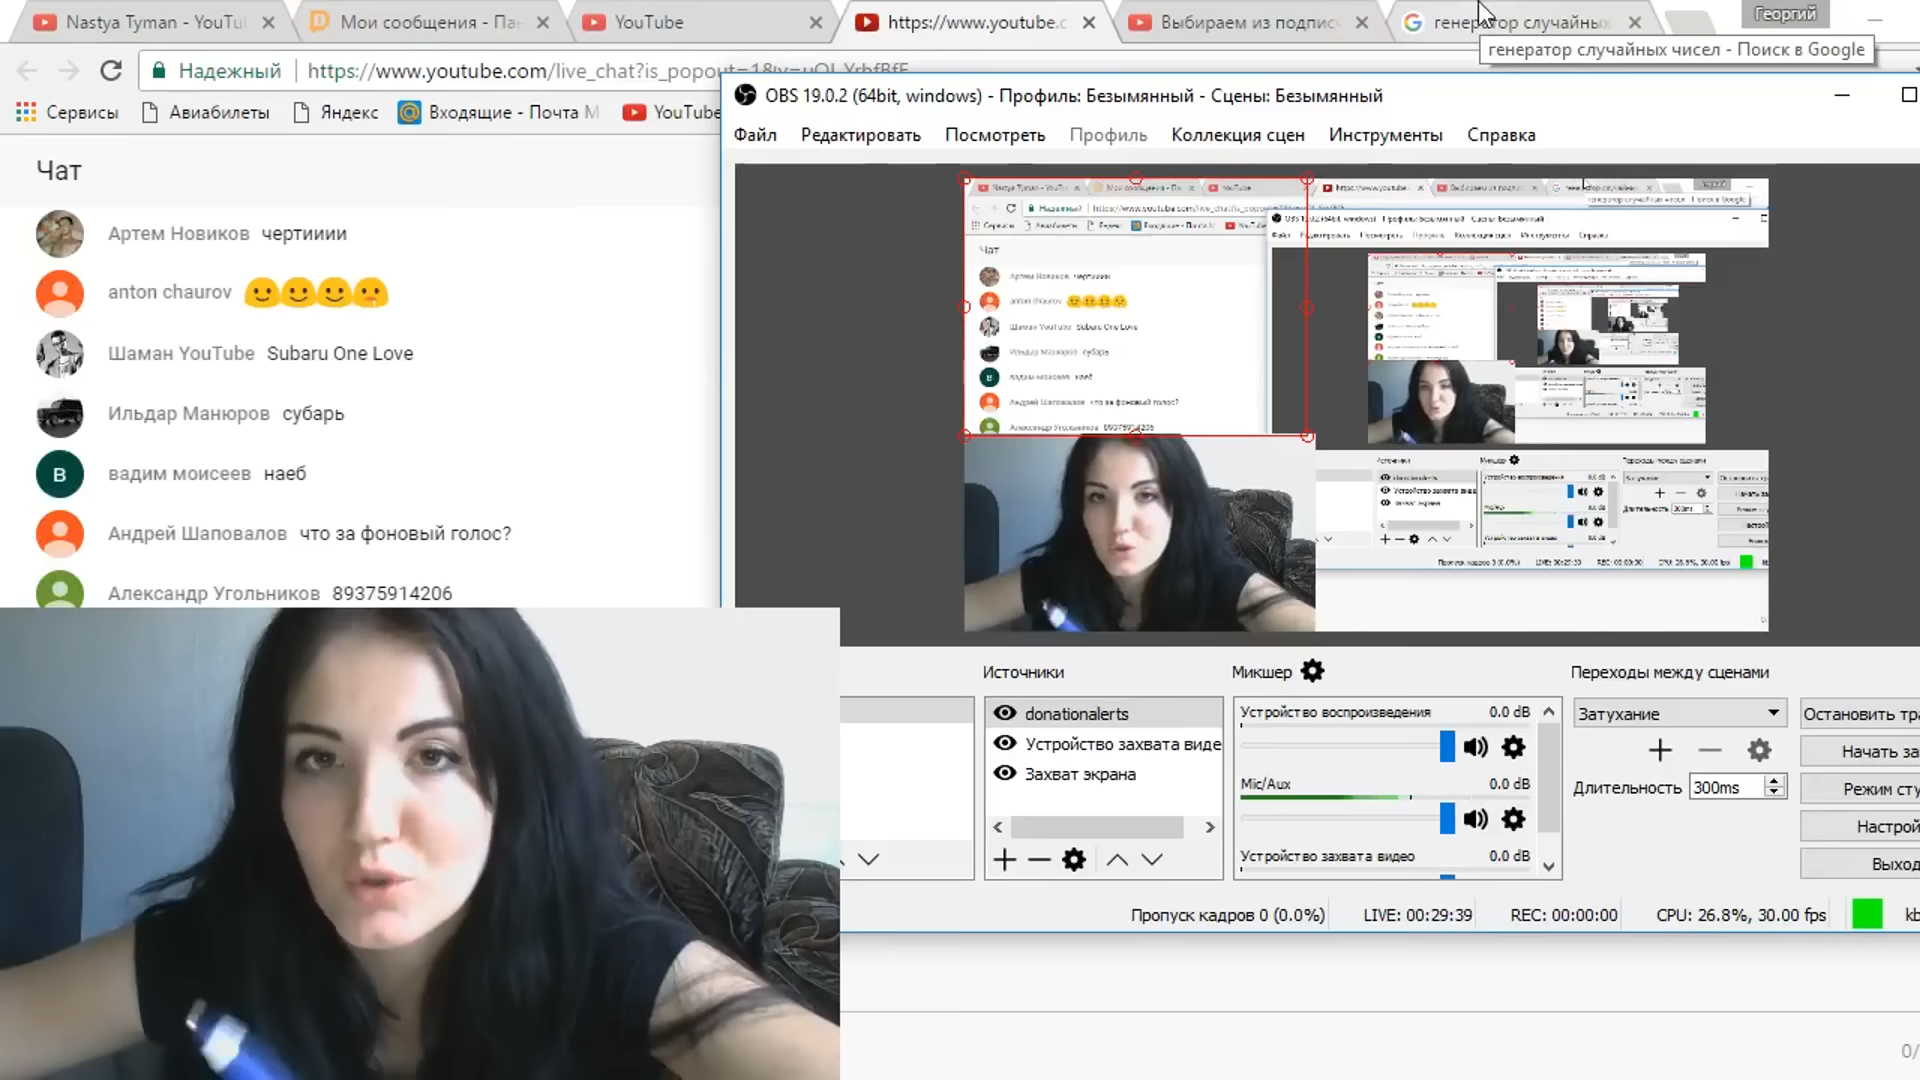 Nastya Tyman - YouTu
Мои сообщения - Па
YouTube
https://www.youtube.c
Выбираем из подпис
генератор случайных
Георгий
генератор случайных чисел - Поиск в Google
Надежный
https://www.youtube.com/live_chat?is_popout=1&v=
Сервисы
Авиабилеты
Яндекс
Входящие - Почта M
YouTube
OBS 19.0.2 (64bit, windows) - Профиль: Безымянный - Сцены: Безымянный
Файл Редактировать Посмотреть Профиль Коллекция сцен Инструменты Справка
Чат
Артем Новиков чертииии
anton chaurov
Шаман YouTube Subaru One Love
Ильдар Манюров субарь
В
вадим моисеев наеб
Андрей Шаповалов что за фоновый голос?
Александр Угольников 89375914206
Источники
donationalerts
Устройство захвата виде
Захват экрана
Микшер
Устройство воспроизведения 0.0 dB
Mic/Aux 0.0 dB
Устройство захвата видео 0.0 dB
Переходы между сценами
Затухание
Длительность 300ms
Остановить тра
Начать за
Режим сту
Настрой
Выход
Пропуск кадров 0 (0.0%)
LIVE: 00:29:39
REC: 00:00:00
CPU: 26.8%, 30.00 fps
kb
0/